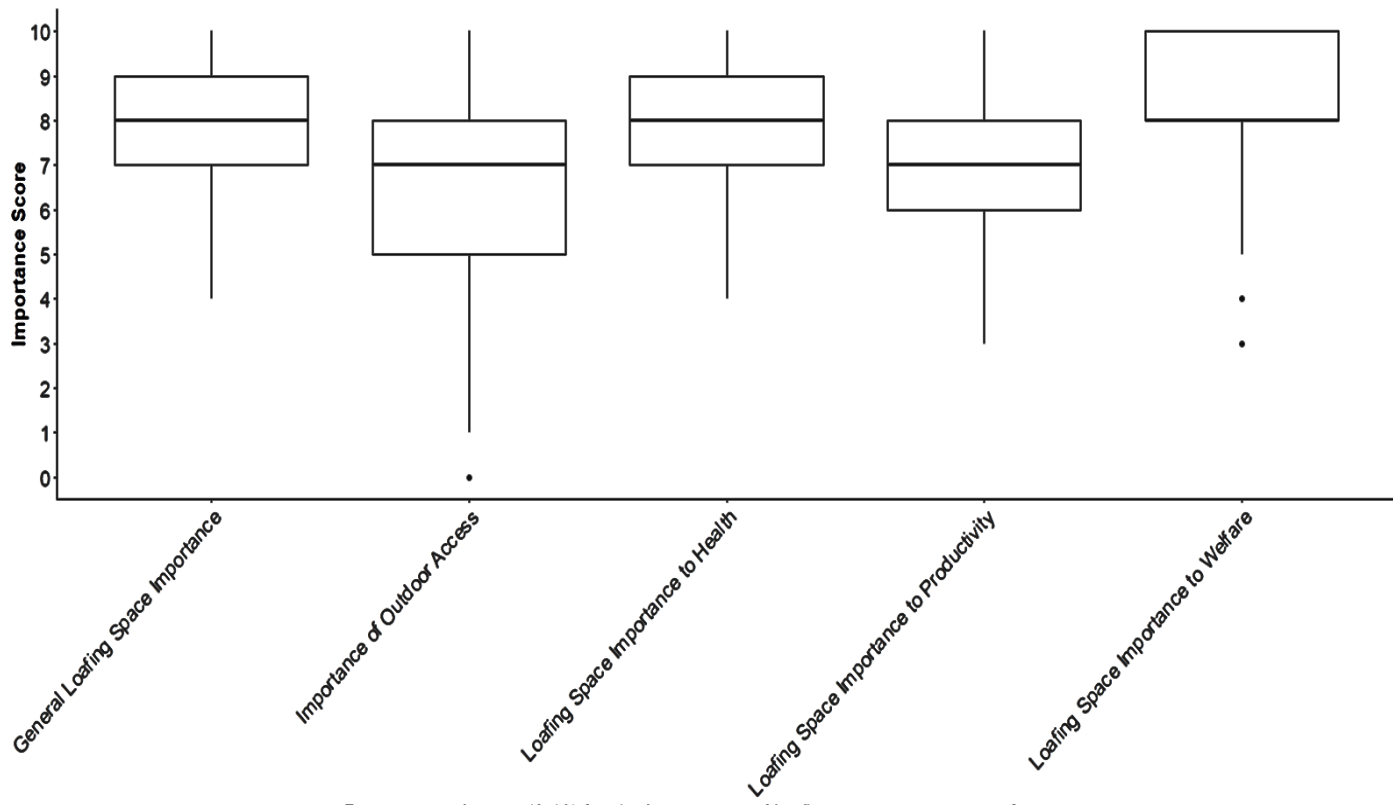 Importance Score
10
9
8
7
6
5
4
3
2
1
0
General Loafing Space Importance
Importance of Outdoor Access
Loafing Space Importance to Health
Loafing Space Importance to Productivity
Loafing Space Importance to Welfare